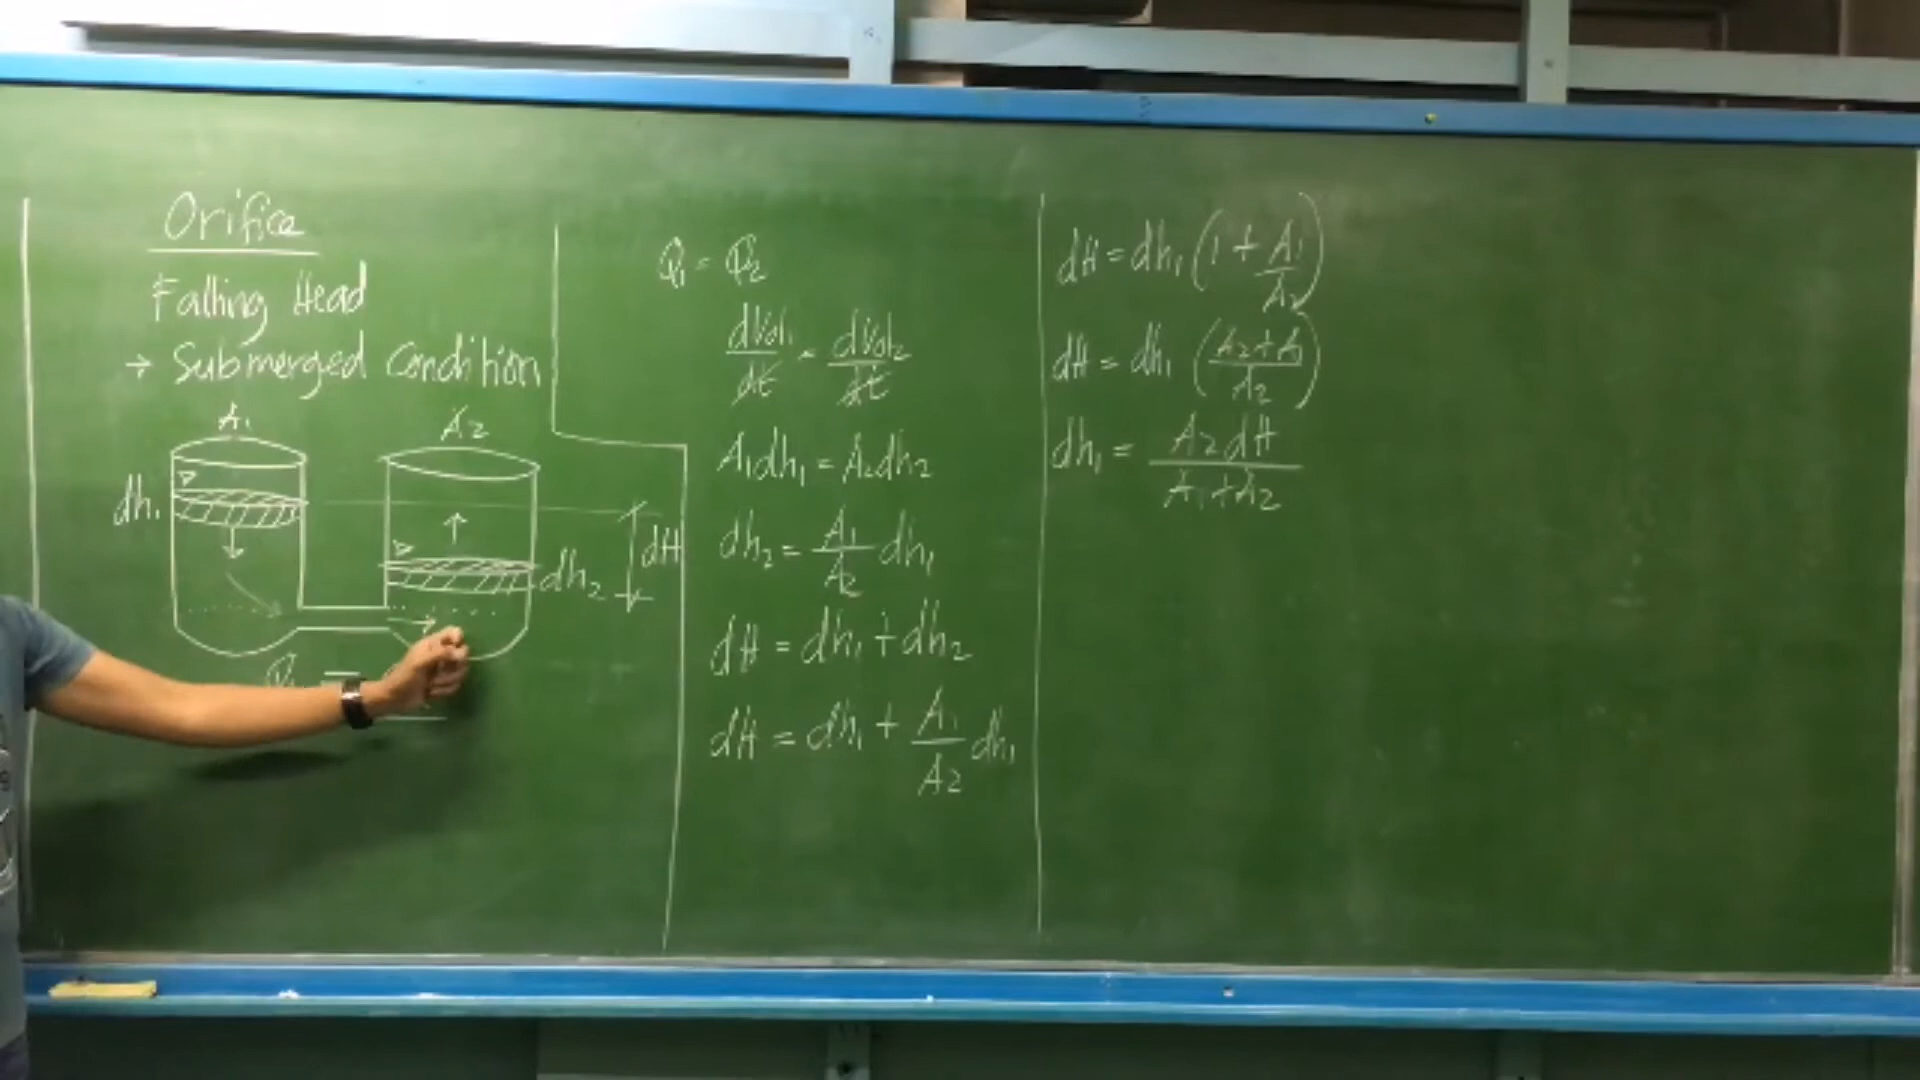 Orifice
Falling Head
→ Submerged Condition
A₁ A₂
dh₁
dh₂
dH
Q₁ =
Q₁ = Q₂
dVol₁/dt = dVol₂/dt
A₁dh₁ = A₂dh₂
dh₂ = A₁/A₂ dh₁
dH = dh₁ + dh₂
dH = dh₁ + A₁/A₂ dh₁
dH = dh₁ (1 + A₁/A₂)
dH = dh₁ (A₂+A₁/A₂)
dh₁ = A₂dH/A₁+A₂